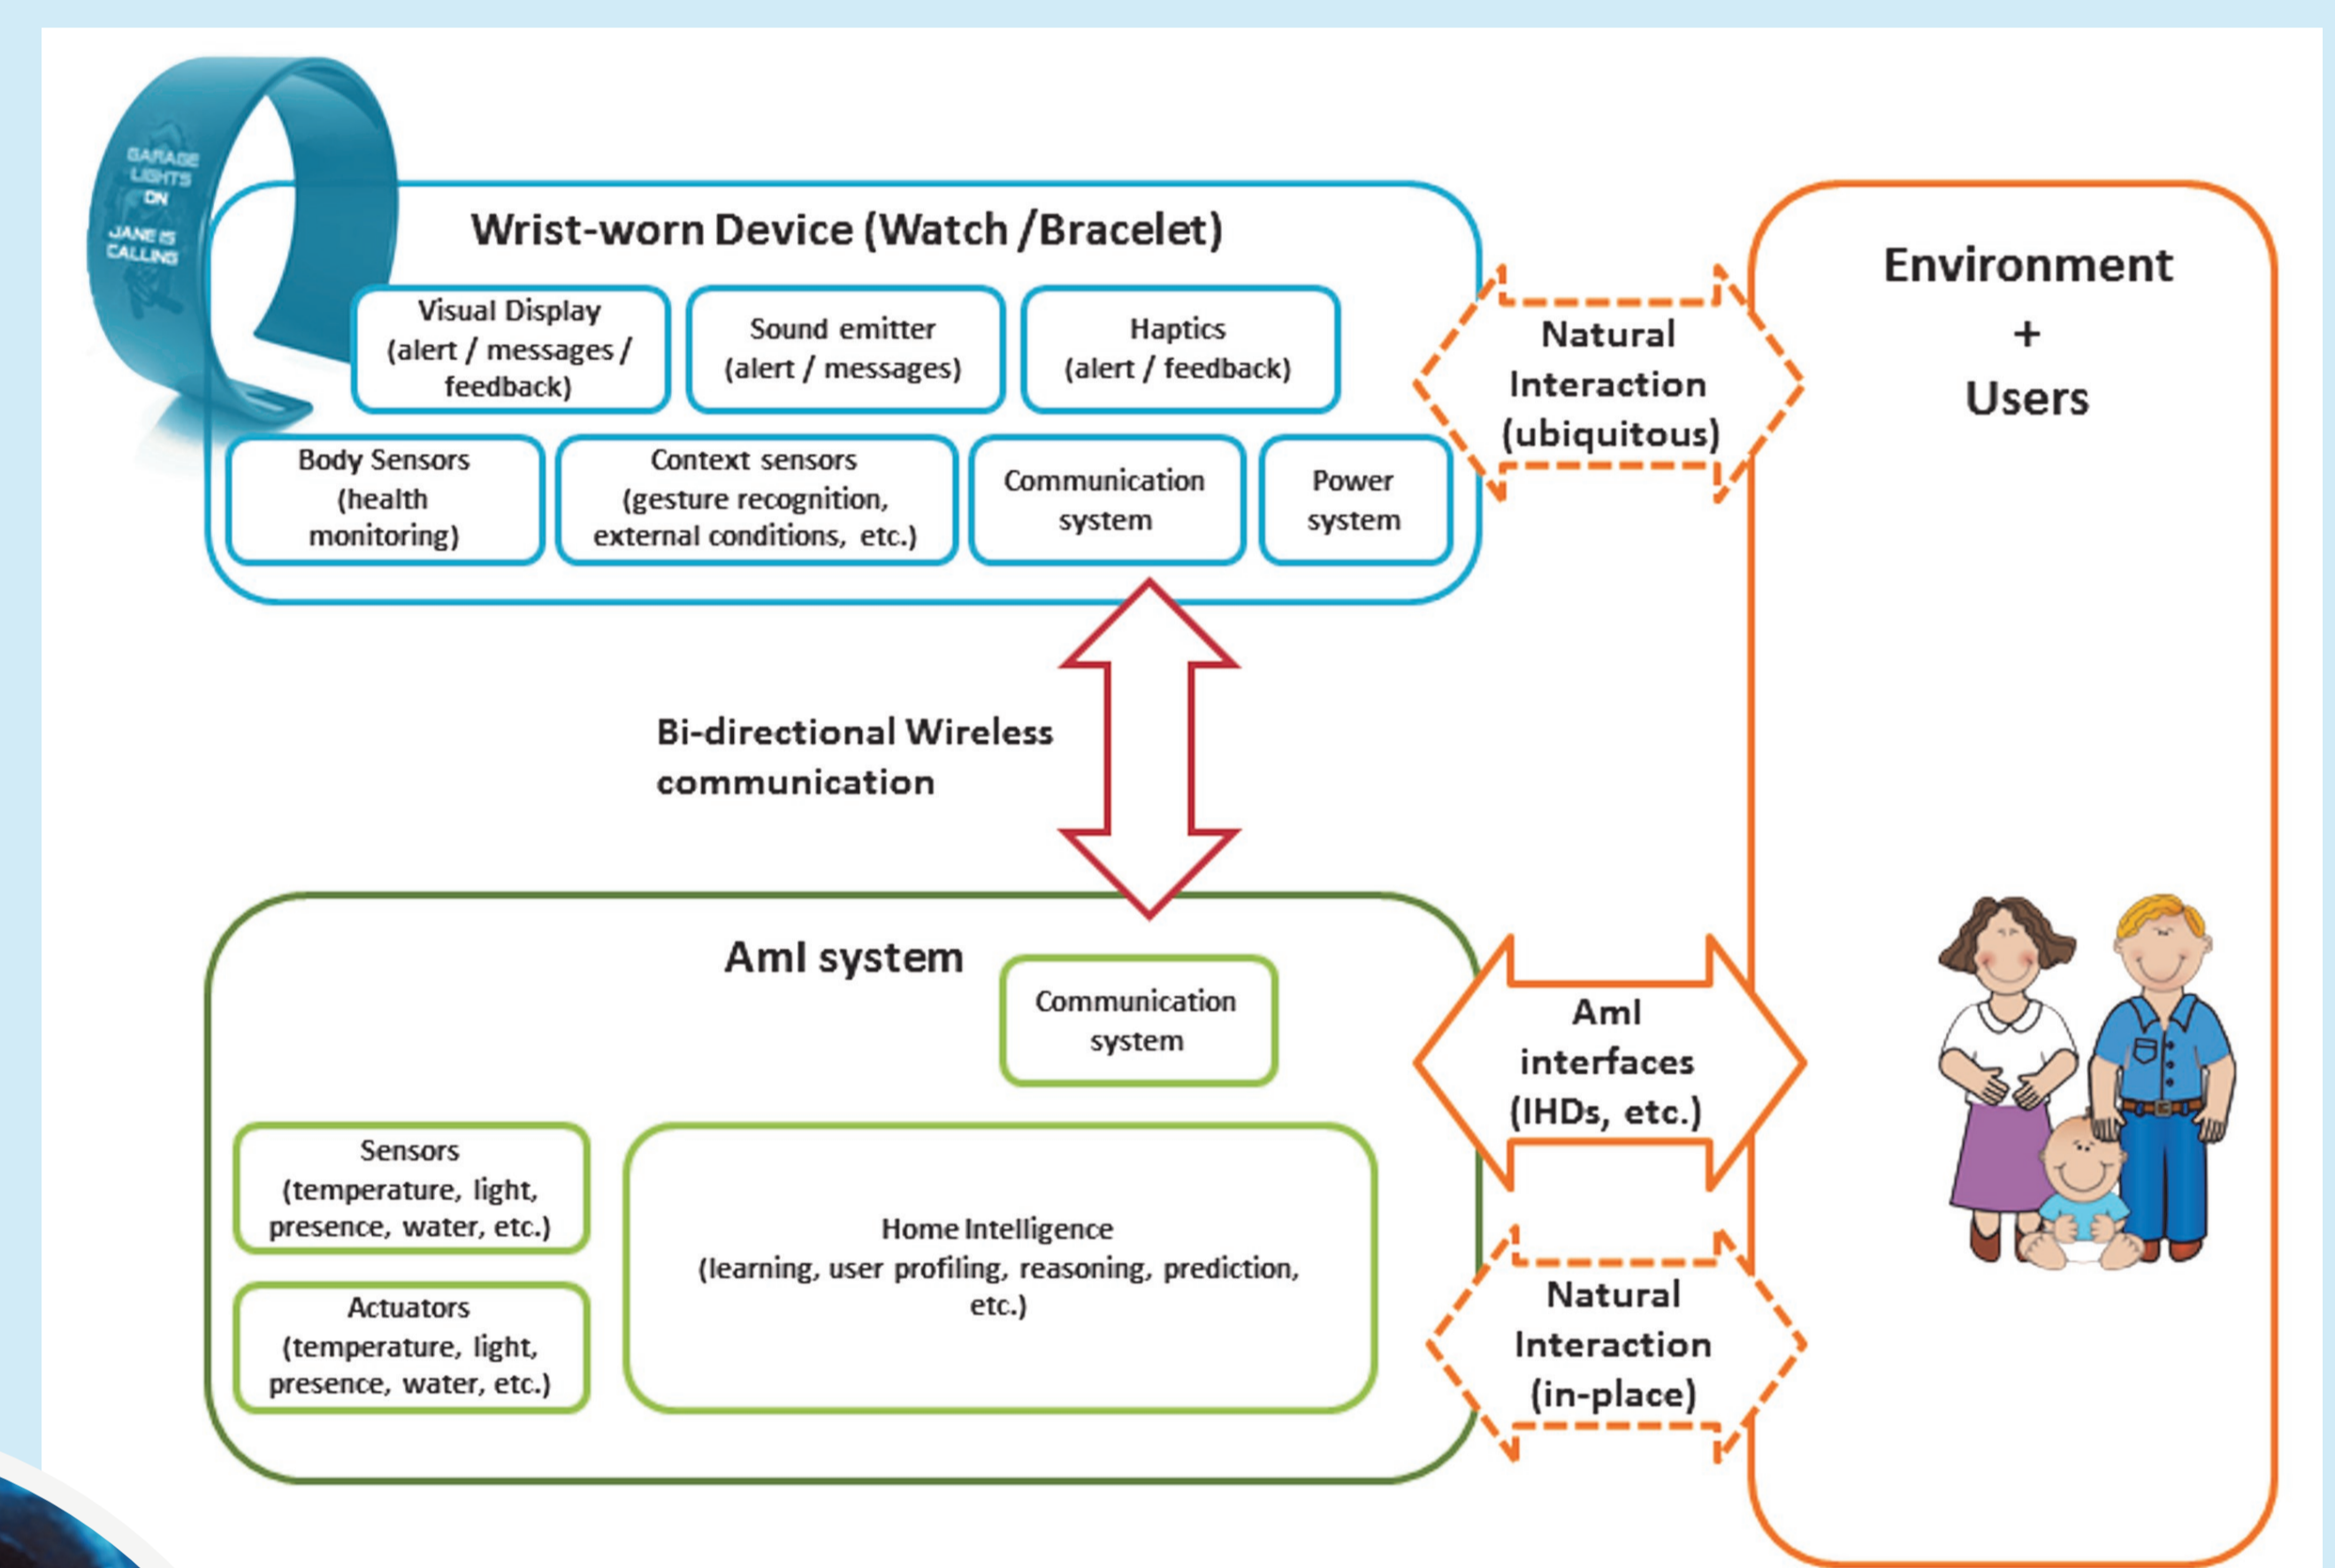 GARAGE
LIGHTS
ON
JANE IS
CALLING
Wrist-worn Device (Watch /Bracelet)
Visual Display
(alert / messages /
feedback)
Sound emitter
(alert / messages)
Haptics
(alert / feedback)
Body Sensors
(health
monitoring)
Context sensors
(gesture recognition,
external conditions, etc.)
Communication
system
Power
system
Natural
Interaction
(ubiquitous)
Environment
+
Users
Bi-directional Wireless
communication
AmI system
Communication
system
Sensors
(temperature, light,
presence, water, etc.)
Actuators
(temperature, light,
presence, water, etc.)
Home Intelligence
(learning, user profiling, reasoning, prediction,
etc.)
AmI
interfaces
(IHDs, etc.)
Natural
Interaction
(in-place)